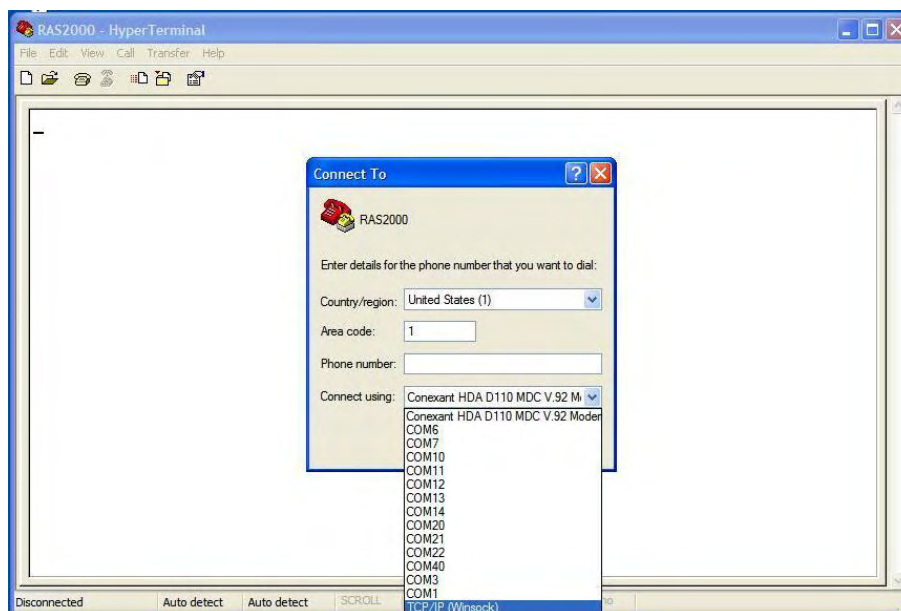 RAS2000 - HyperTerminal
File Edit View Call Transfer Help
Connect To
RAS2000
Enter details for the phone number that you want to dial:
Country/region: United States (1)
Area code: 1
Phone number:
Connect using: Conexant HDA D110 MDC V.92 M
Conexant HDA D110 MDC V.92 Moder
COM6
COM7
COM10
COM11
COM12
COM13
COM14
COM20
COM21
COM22
COM40
COM3
COM1
TCP/IP (Winsock)
Disconnected Auto detect Auto detect SCROLL